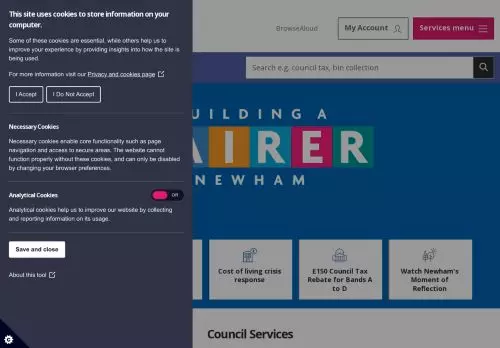 This site uses cookies to store information on your
computer.
Some of these cookies are essential, while others help us to
improve your experience by providing insights into how the site is
being used.
For more information visit our Privacy and cookies page
I Accept
I Do Not Accept
Necessary Cookies
Necessary cookies enable core functionality such as page
navigation and access to secure areas. The website cannot
function properly without these cookies, and can only be disabled
by changing your browser preferences.
Analytical Cookies
Off
Analytical cookies help us to improve our website by collecting
and reporting information on its usage.
Save and close
About this tool
BrowseAloud
My Account
Services menu
Search e.g. council tax, bin collection
UILDING A
AIRER
NEWHAM
Cost of living crisis
response
£150 Council Tax
Rebate for Bands A
to D
Watch Newham's
Moment of
Reflection
Council Services